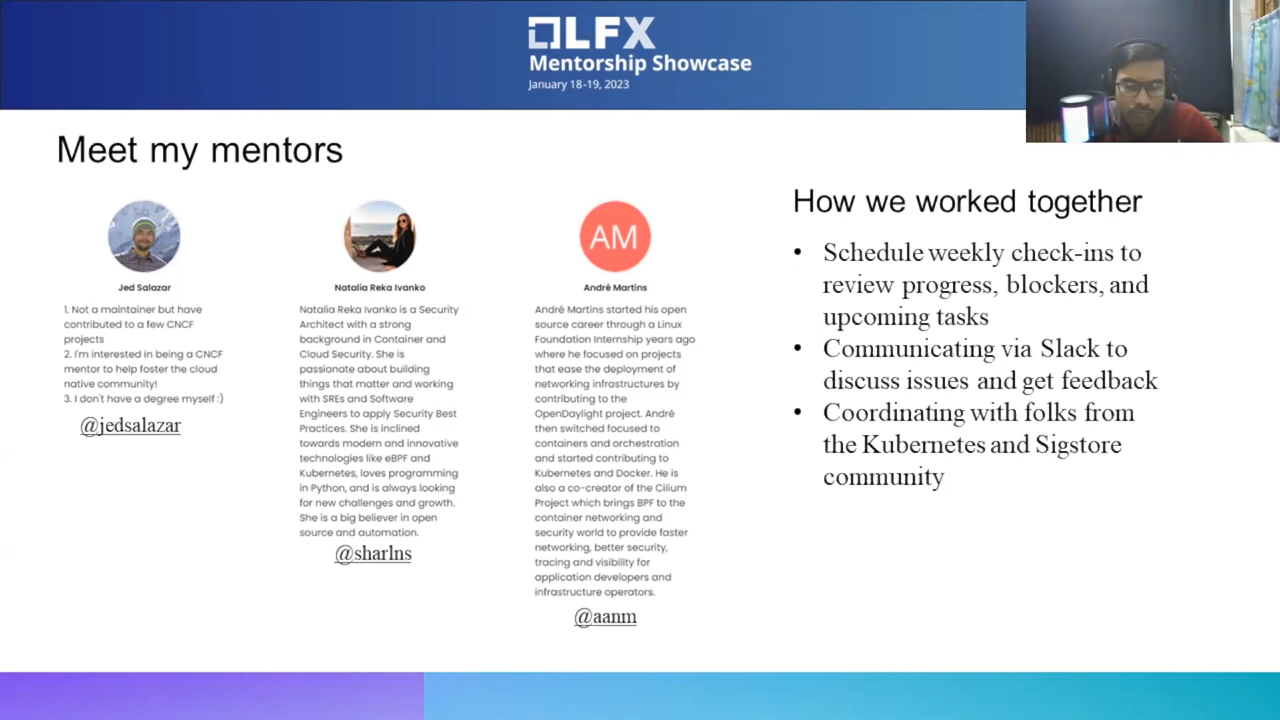 LFX
Mentorship Showcase
January 18-19, 2023
Meet my mentors
AM
Jed Salazar
1. Not a maintainer but have
contributed to a few CNCF
projects
2. I'm interested in being a CNCF
mentor to help foster the cloud
native community!
3. I don't have a degree myself :)
@jedsalazar
Natalia Reka Ivanko
Natalia Reka Ivanko is a Security
Architect with a strong
background in Container and
Cloud Security. She is
passionate about building
things that matter and working
with SREs and Software
Engineers to apply Security Best
Practices. She is inclined
towards modern and innovative
technologies like eBPF and
Kubernetes, loves programming
in Python, and is always looking
for new challenges and growth.
She is a big believer in open
source and automation.
@sharlns
André Martins
André Martins started his open
source career through a Linux
Foundation Internship years ago
where he focused on projects
that ease the deployment of
networking infrastructures by
contributing to the
OpenDaylight project. André
then switched focused to
containers and orchestration
and started contributing to
Kubernetes and Docker. He is
also a co-creator of the Cilium
Project which brings BPF to the
container networking and
security world to provide faster
networking, better security,
tracing and visibility for
application developers and
infrastructure operators.
@aanm
How we worked together
• Schedule weekly check-ins to
review progress, blockers, and
upcoming tasks
• Communicating via Slack to
discuss issues and get feedback
• Coordinating with folks from
the Kubernetes and Sigstore
community